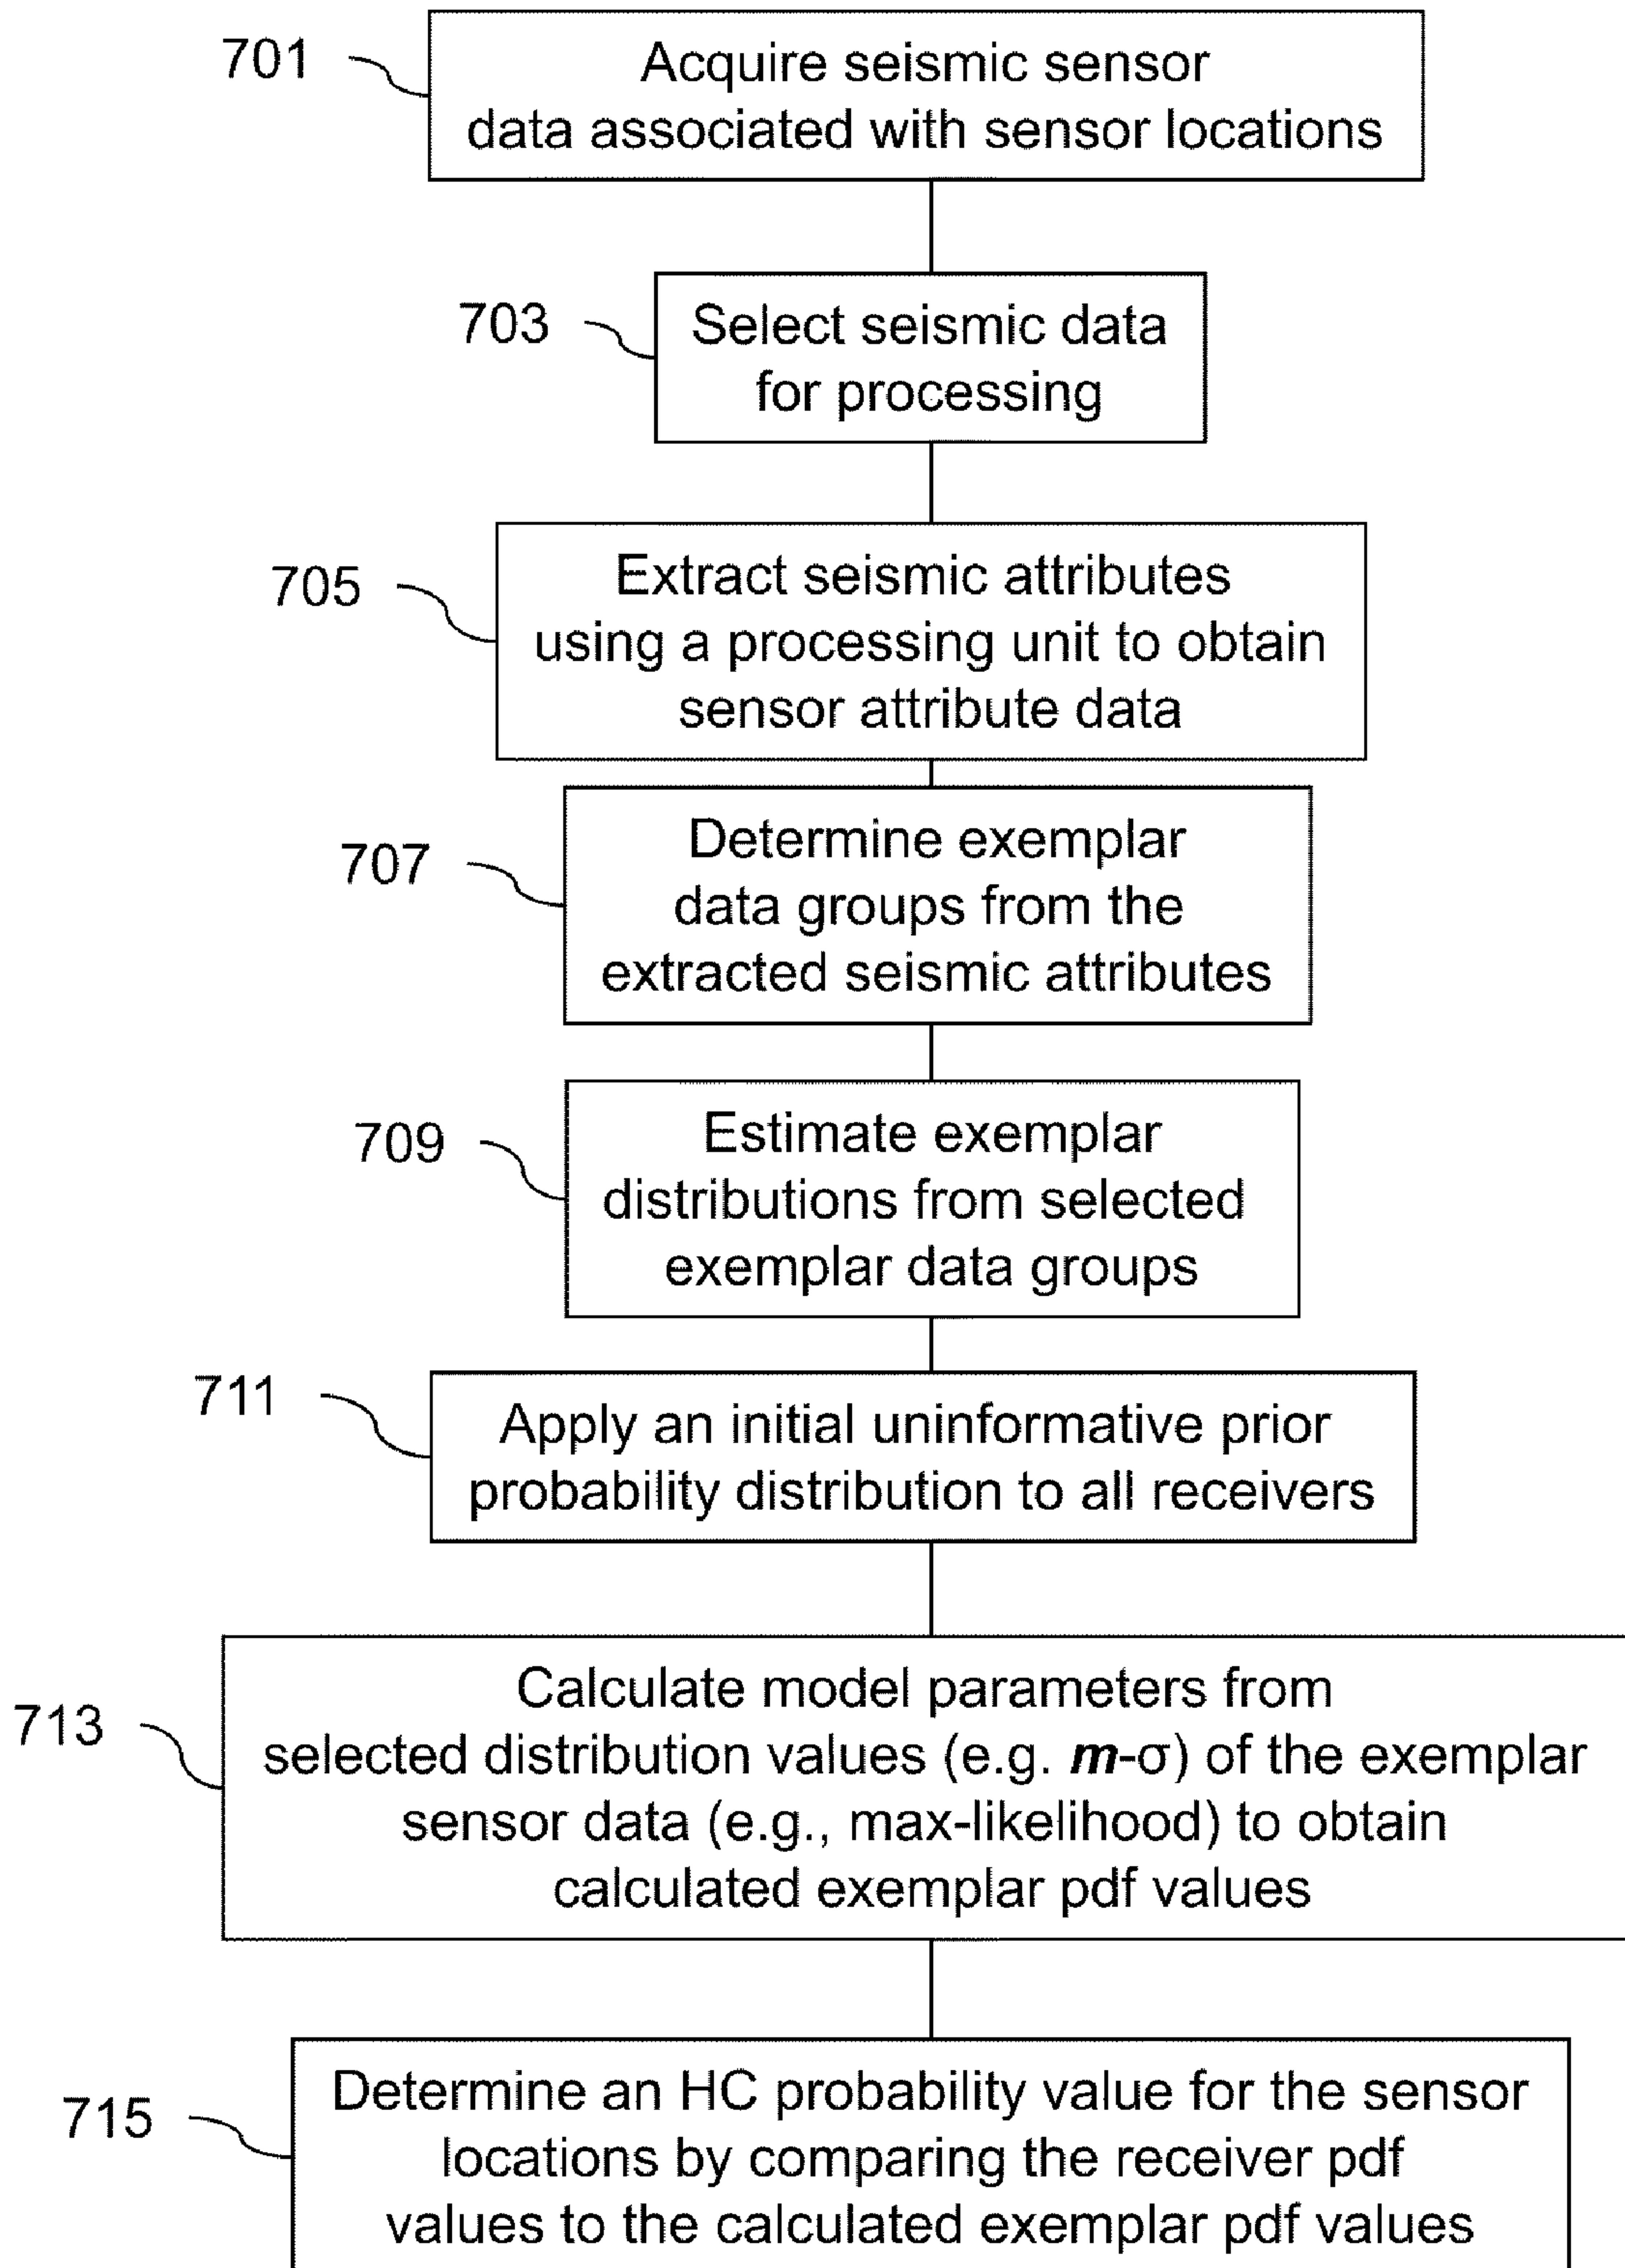 701
Acquire seismic sensor
data associated with sensor locations
703
Select seismic data
for processing
705
Extract seismic attributes
using a processing unit to obtain
sensor attribute data
707
Determine exemplar
data groups from the
extracted seismic attributes
709
Estimate exemplar
distributions from selected
exemplar data groups
711
Apply an initial uninformative prior
probability distribution to all receivers
713
Calculate model parameters from
selected distribution values (e.g. m-σ) of the exemplar
sensor data (e.g., max-likelihood) to obtain
calculated exemplar pdf values
715
Determine an HC probability value for the sensor
locations by comparing the receiver pdf
values to the calculated exemplar pdf values